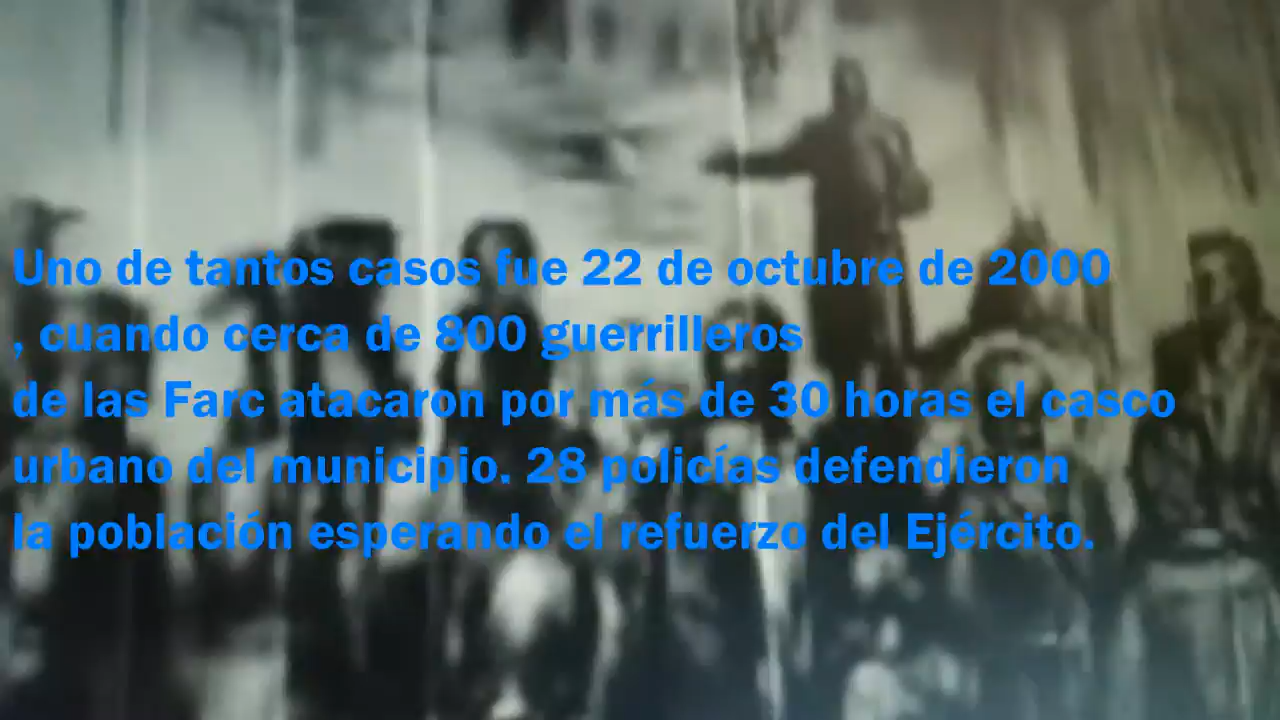 Uno de tantos casos fue 22 de octubre de 2000
, cuando cerca de 800 guerrilleros
de las Farc atacaron por más de 30 horas el casco
urbano del municipio. 28 policías defendieron
la población esperando el refuerzo del Ejército.